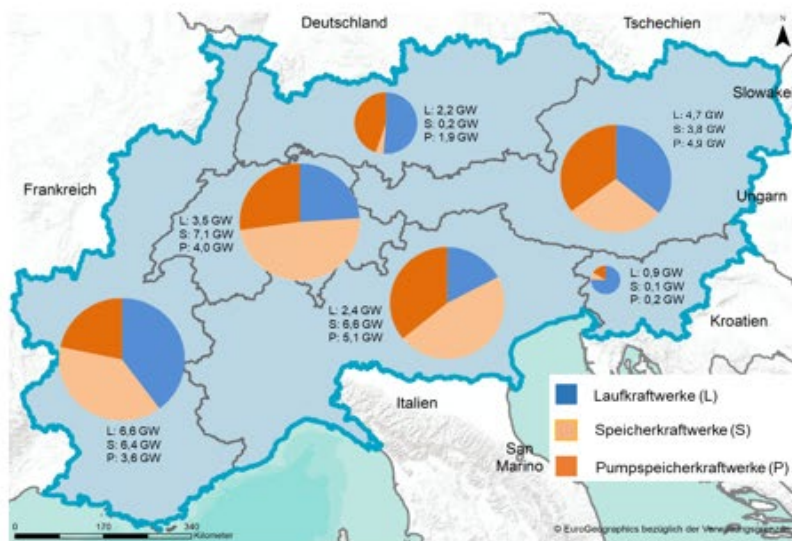 Deutschland
Tschechien
Slowakei
L: 2,2 GW
S: 0,2 GW
P: 1,9 GW
L: 4,7 GW
S: 3,8 GW
P: 4,9 GW
Frankreich
Ungarn
L: 3,5 GW
S: 7,1 GW
P: 4,0 GW
L: 0,9 GW
S: 0,1 GW
P: 0,2 GW
L: 2,4 GW
S: 6,6 GW
P: 5,1 GW
Kroatien
Italien
L: 6,6 GW
S: 6,4 GW
P: 3,6 GW
San
Marino
Laufkraftwerke (L)
Speicherkraftwerke (S)
Pumpspeicherkraftwerke (P)
0 170 340
Kilometer
© EuroGeographics bezüglich der Verwaltungsgrenzen